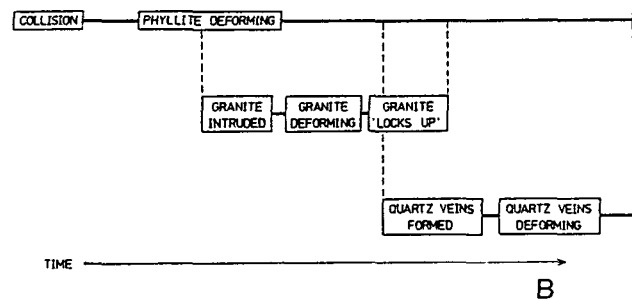 COLLISION PHYLLITE DEFORMING
GRANITE INTRUDED GRANITE DEFORMING GRANITE 'LOCKS UP'
QUARTZ VEINS FORMED QUARTZ VEINS DEFORMING
TIME
B